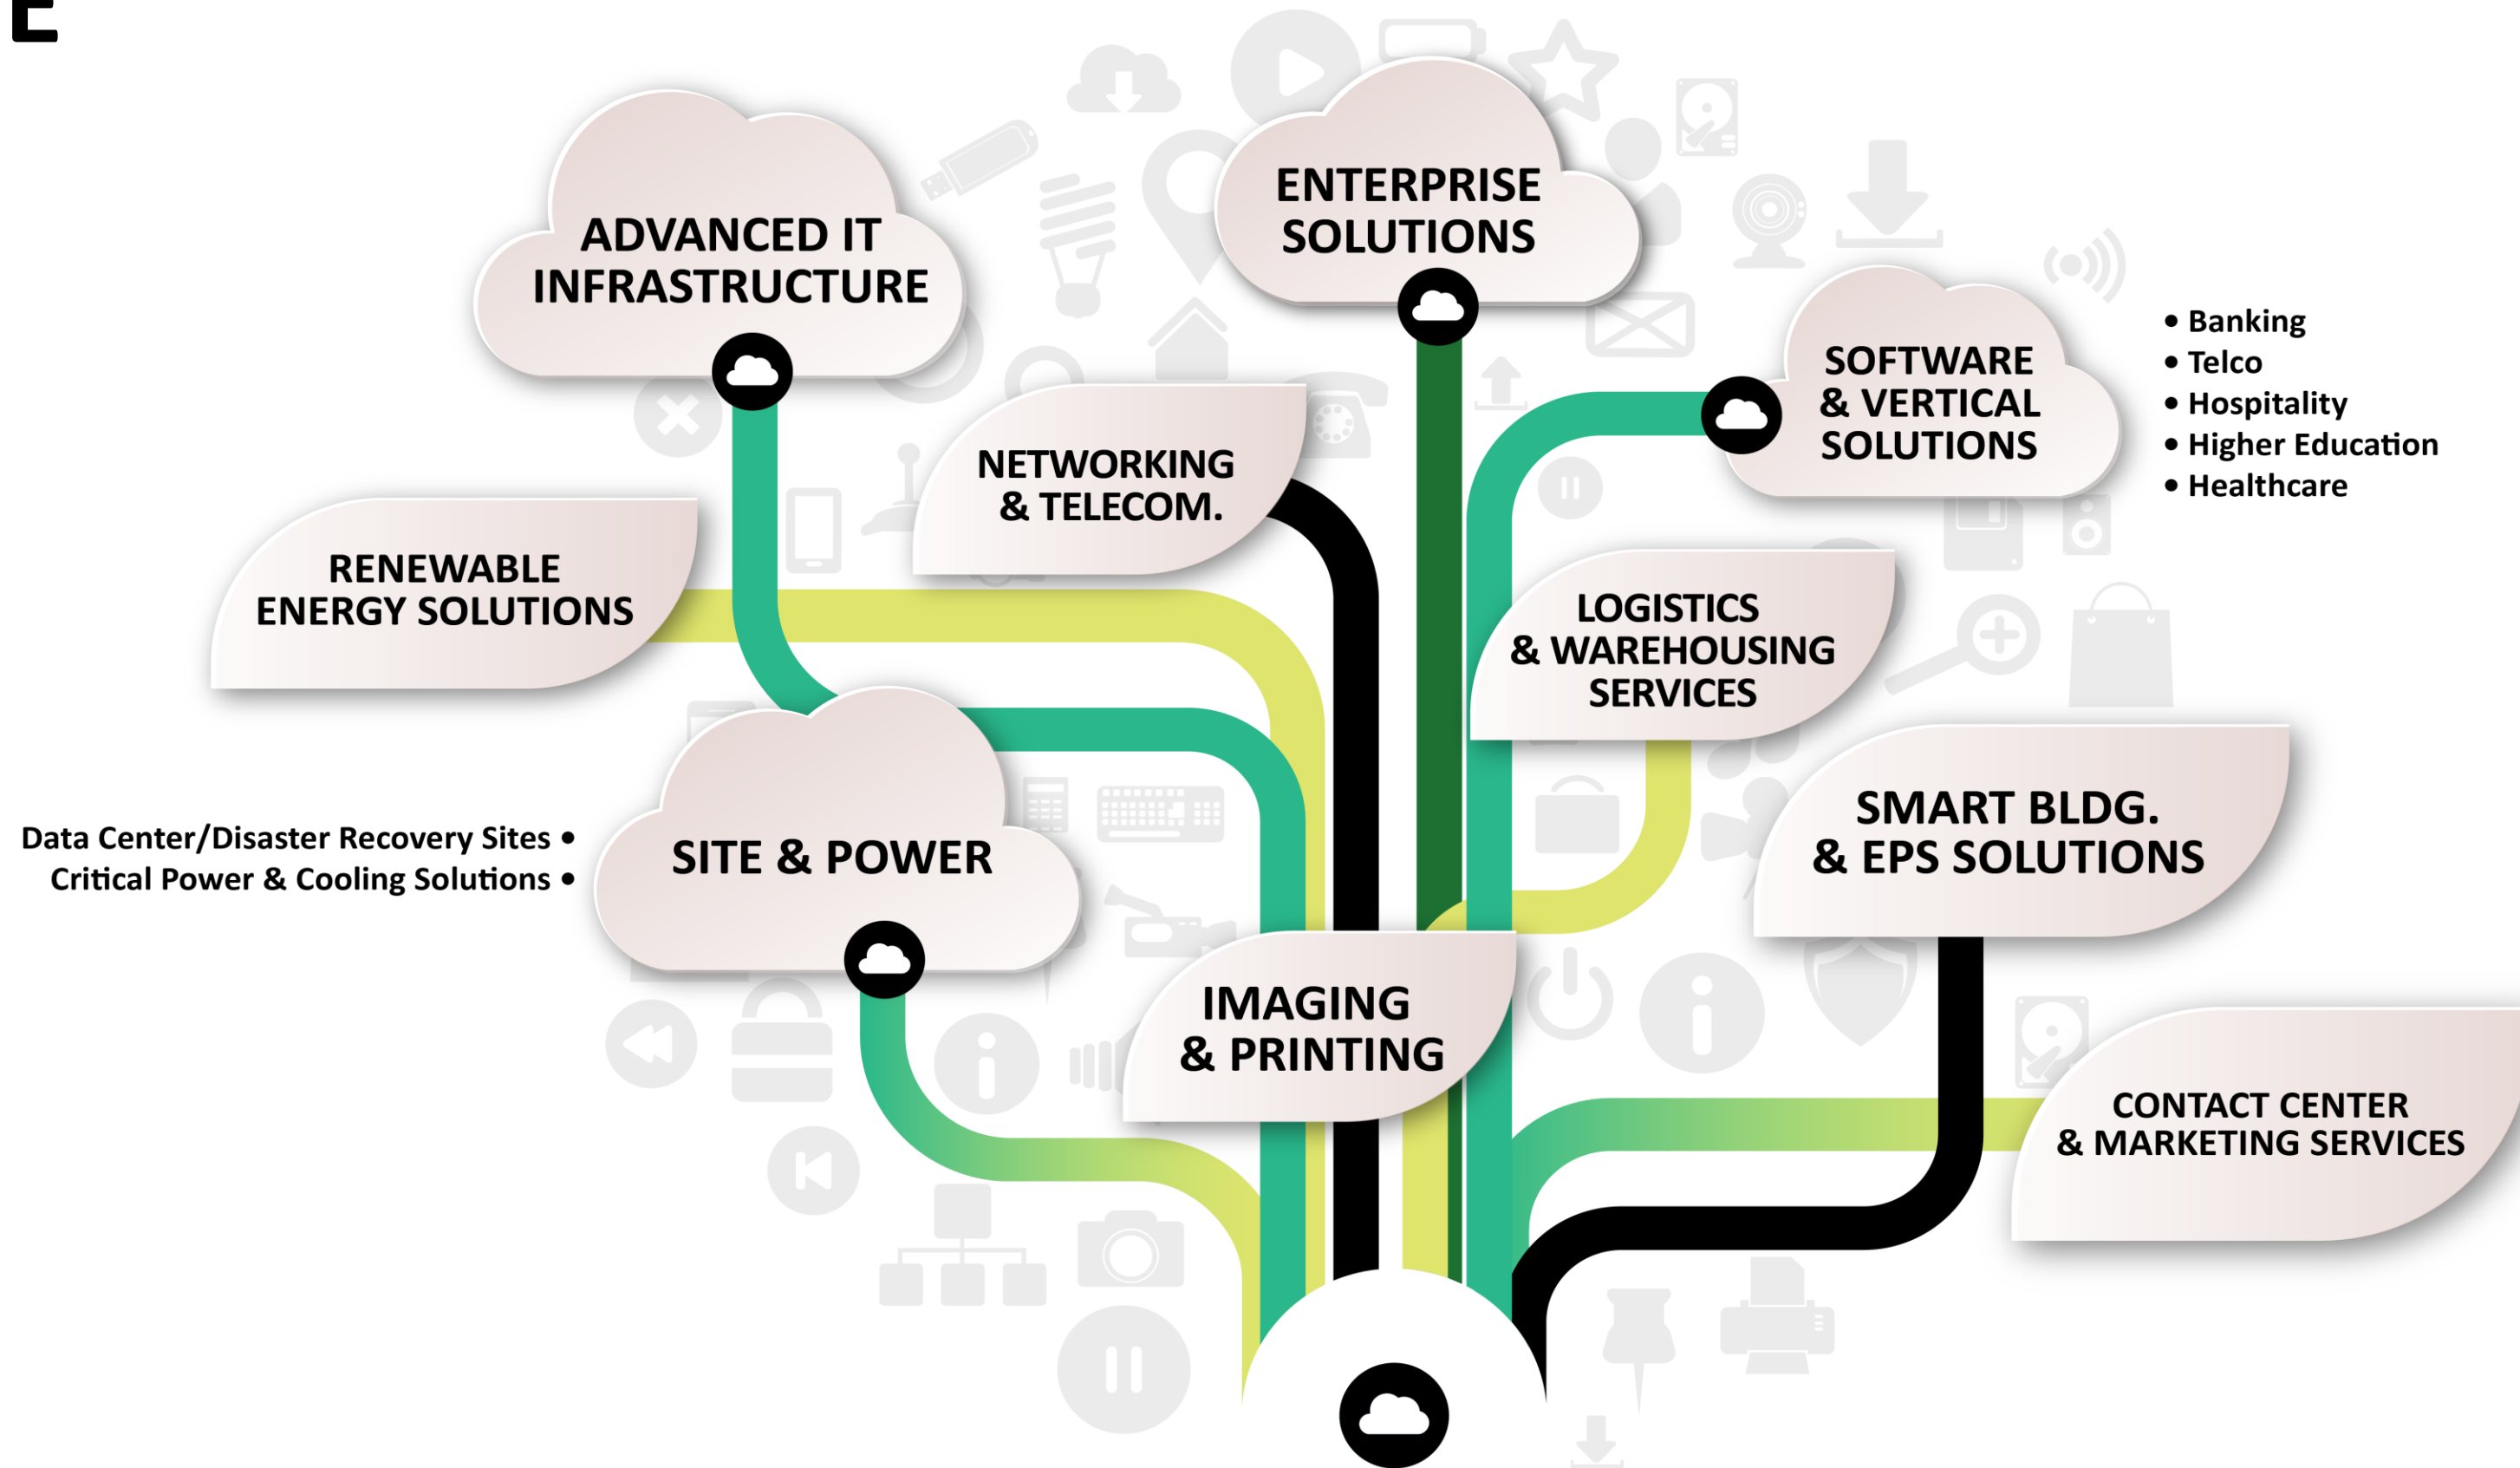 E
ADVANCED IT
INFRASTRUCTURE
ENTERPRISE
SOLUTIONS
SOFTWARE
& VERTICAL
SOLUTIONS
• Banking
• Telco
• Hospitality
• Higher Education
• Healthcare
NETWORKING
& TELECOM.
RENEWABLE
ENERGY SOLUTIONS
LOGISTICS
& WAREHOUSING
SERVICES
SITE & POWER
Data Center/Disaster Recovery Sites •
Critical Power & Cooling Solutions •
SMART BLDG.
& EPS SOLUTIONS
IMAGING
& PRINTING
CONTACT CENTER
& MARKETING SERVICES